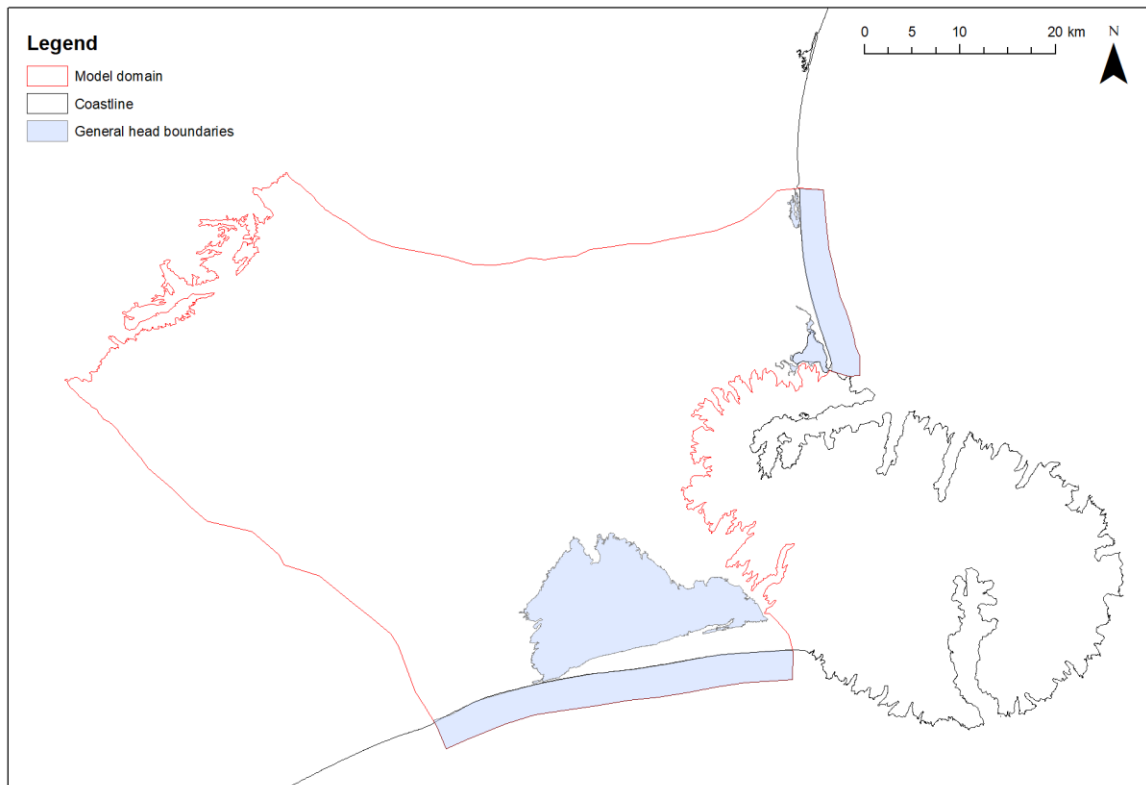 Legend
Model domain
Coastline
General head boundaries
0 5 10 20 km
N